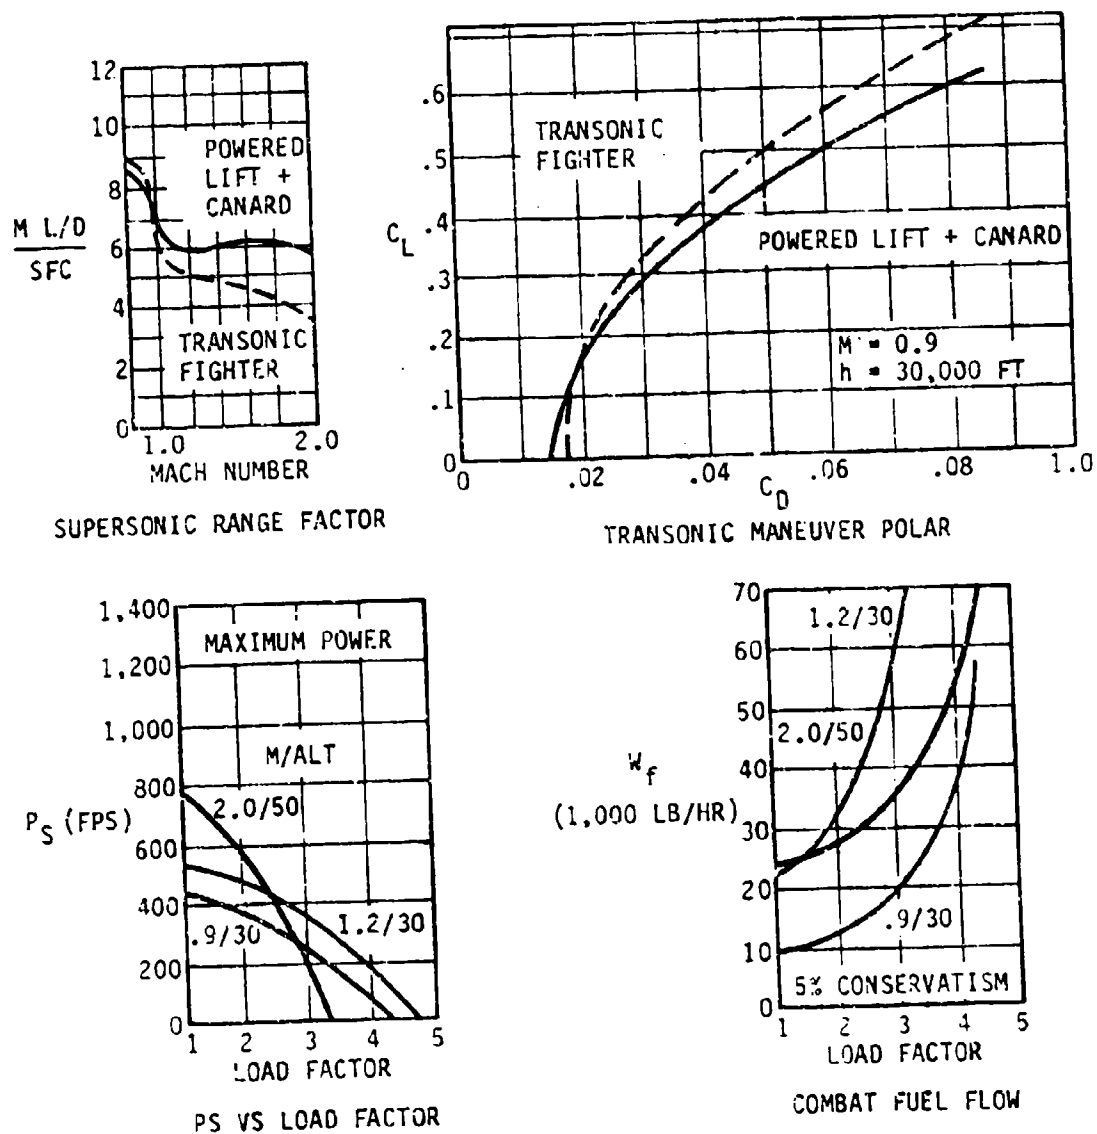 12
10
8
6
4
2
0
M L/D
SFC
POWERED
LIFT +
CANARD
TRANSONIC
FIGHTER
1.0
2.0
MACH NUMBER
SUPERSONIC RANGE FACTOR
.6
.5
.4
.3
.2
.1
0
C_L
TRANSONIC
FIGHTER
POWERED LIFT + CANARD
M = 0.9
h = 30,000 FT
0
.02
.04
.06
.08
1.0
C_D
TRANSONIC MANEUVER POLAR
1,400
1,200
1,000
800
600
400
200
0
P_S (FPS)
MAXIMUM POWER
M/ALT
2.0/50
1.2/30
.9/30
1
2
3
4
5
LOAD FACTOR
PS VS LOAD FACTOR
70
60
50
40
30
20
10
0
W_f
(1,000 LB/HR)
1.2/30
2.0/50
.9/30
5% CONSERVATISM
1
2
3
4
5
LOAD FACTOR
COMBAT FUEL FLOW